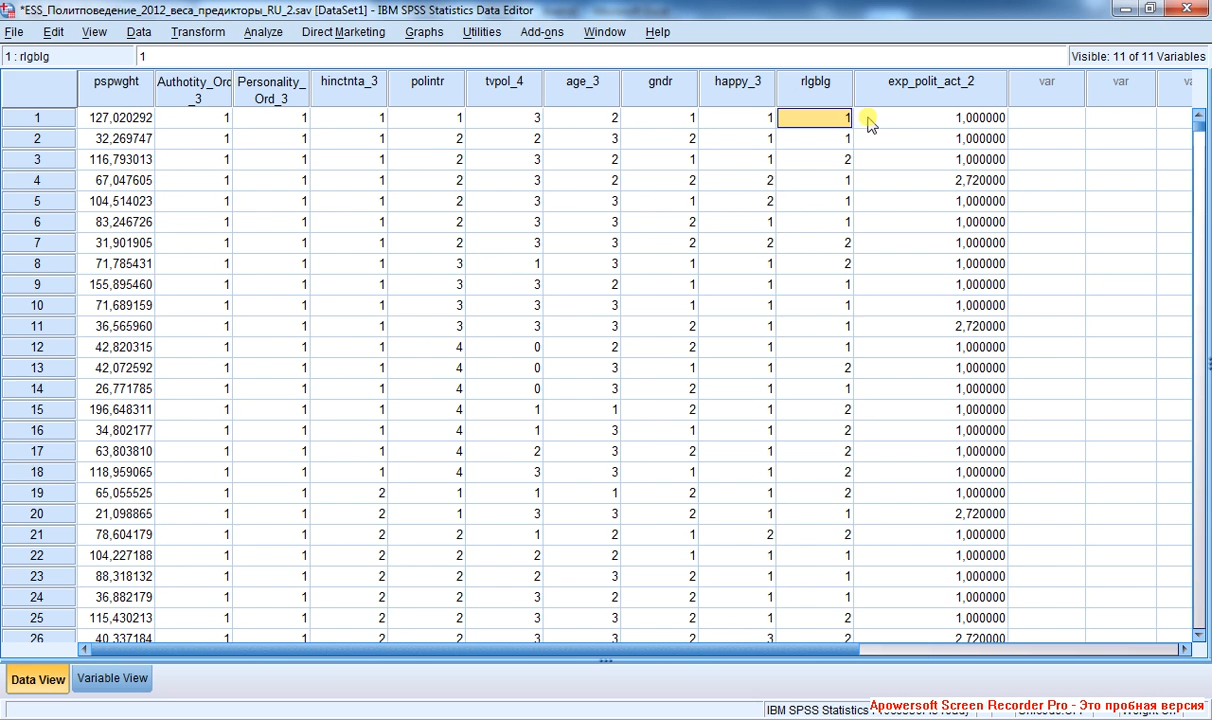 *ESS_Политповедение_2012_веса_предикторы_RU_2.sav [DataSet1] - IBM SPSS Statistics Data Editor
File Edit View Data Transform Analyze Direct Marketing Graphs Utilities Add-ons Window Help
1 : rlgblg 1 Visible: 11 of 11 Variables
pspwght Authotity_Ord_3 Personality_Ord_3 hinctnta_3 polintr tvpol_4 age_3 gndr happy_3 rlgblg exp_polit_act_2 var var
1 127,020292 1 1 1 1 3 2 1 1 1 1,000000
2 32,269747 1 1 1 2 2 3 2 1 1 1,000000
3 116,793013 1 1 1 2 3 2 1 1 2 1,000000
4 67,047605 1 1 1 2 3 2 2 2 1 2,720000
5 104,514023 1 1 1 2 3 3 1 2 1 1,000000
6 83,246726 1 1 1 2 3 3 2 1 1 1,000000
7 31,901905 1 1 1 2 3 3 2 2 2 1,000000
8 71,785431 1 1 1 3 1 3 1 1 2 1,000000
9 155,895460 1 1 1 3 3 2 1 1 1 1,000000
10 71,689159 1 1 1 3 3 3 1 1 1 1,000000
11 36,565960 1 1 1 3 3 3 2 1 1 2,720000
12 42,820315 1 1 1 4 0 2 2 1 1 1,000000
13 42,072592 1 1 1 4 0 3 1 1 2 1,000000
14 26,771785 1 1 1 4 0 3 2 1 1 1,000000
15 196,648311 1 1 1 4 1 1 2 1 2 1,000000
16 34,802177 1 1 1 4 1 3 1 1 2 1,000000
17 63,803810 1 1 1 4 2 3 2 1 2 1,000000
18 118,959065 1 1 1 4 3 3 1 1 2 1,000000
19 65,055525 1 1 2 1 1 1 2 1 2 1,000000
20 21,098865 1 1 2 1 3 3 2 1 1 2,720000
21 78,604179 1 1 2 2 1 2 1 2 2 1,000000
22 104,227188 1 1 2 2 2 2 1 1 1 1,000000
23 88,318132 1 1 2 2 2 3 2 1 1 1,000000
24 36,882179 1 1 2 2 3 2 2 1 1 1,000000
25 115,430213 1 1 2 2 3 3 2 1 2 1,000000
26 40,337184 1 1 2 2 3 3 2 3 2 2,720000
Data View Variable View
IBM SPSS Statistics
Apowersoft Screen Recorder Pro - Это пробная версия